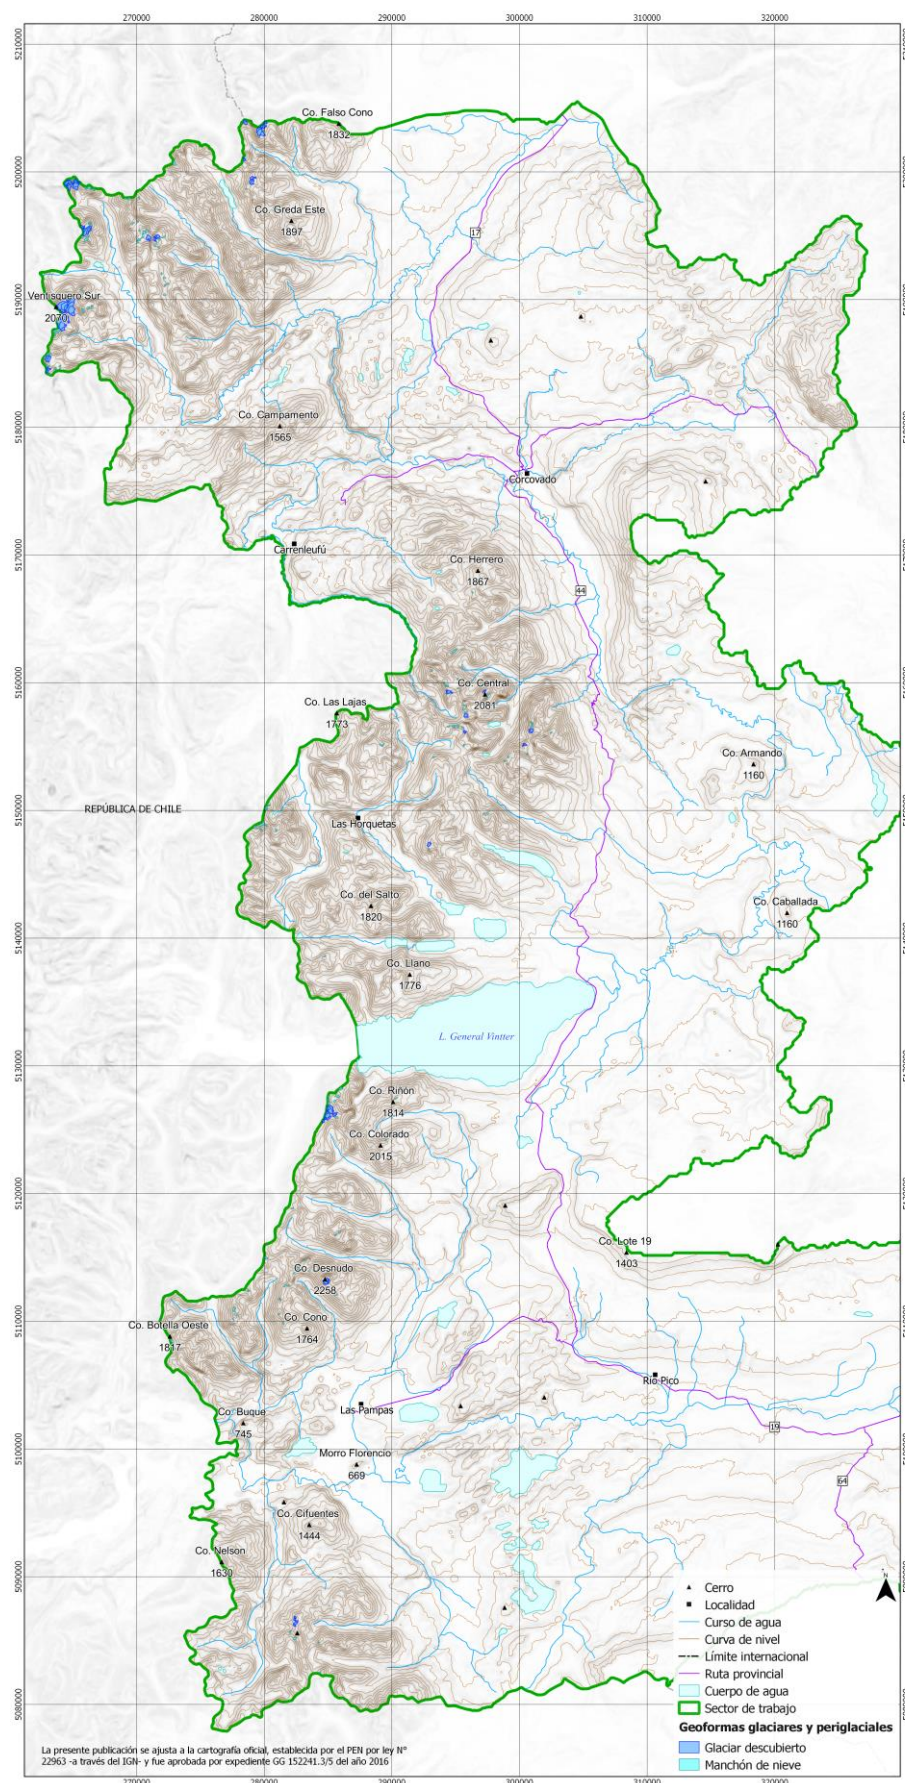 270000
280000
290000
300000
310000
320000
5210000
Co. Falso Cono
1832
5200000
Co. Greda Este
1897
17
5190000
Ventisquero Sur
2070
5180000
Co. Campamento
1565
Corcovado
Carrenleufú
5170000
Co. Herrero
1867
44
5160000
Co. Central
2081
Co. Las Lajas
1773
Co. Armando
1160
REPÚBLICA DE CHILE
5150000
Las Horquetas
Co. del Salto
1820
Co. Caballada
1160
5140000
Co. Llano
1776
L. General Vintter
5130000
Co. Riñón
1814
Co. Colorado
2015
5120000
Co. Lote 19
1403
Co. Desnudo
2258
5110000
Co. Botella Oeste
1817
Co. Cono
1764
Río Pico
Las Pampas
Co. Buque
745
19
5100000
Morro Florencio
669
64
Co. Cifuentes
1444
Co. Nelson
1630
5090000
N
Cerro
Localidad
Curso de agua
Curva de nivel
Límite internacional
Ruta provincial
Cuerpo de agua
Sector de trabajo
Geoformas glaciares y periglaciales
Glaciar descubierto
Manchón de nieve
5080000
La presente publicación se ajusta a la cartografía oficial, establecida por el PEN por ley N°
22963 -a través del IGN- y fue aprobada por expediente GG 152241.3/5 del año 2016
270000
280000
290000
300000
310000
320000